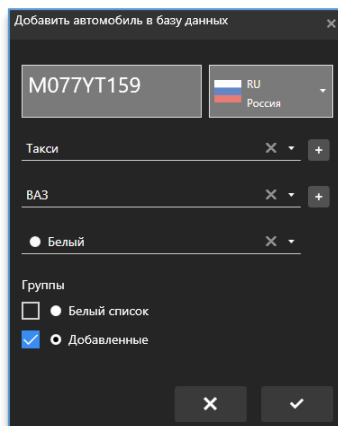 Добавить автомобиль в базу данных
M077YT159
RU
Россия
Такси
ВАЗ
Белый
Группы
Белый список
Добавленные